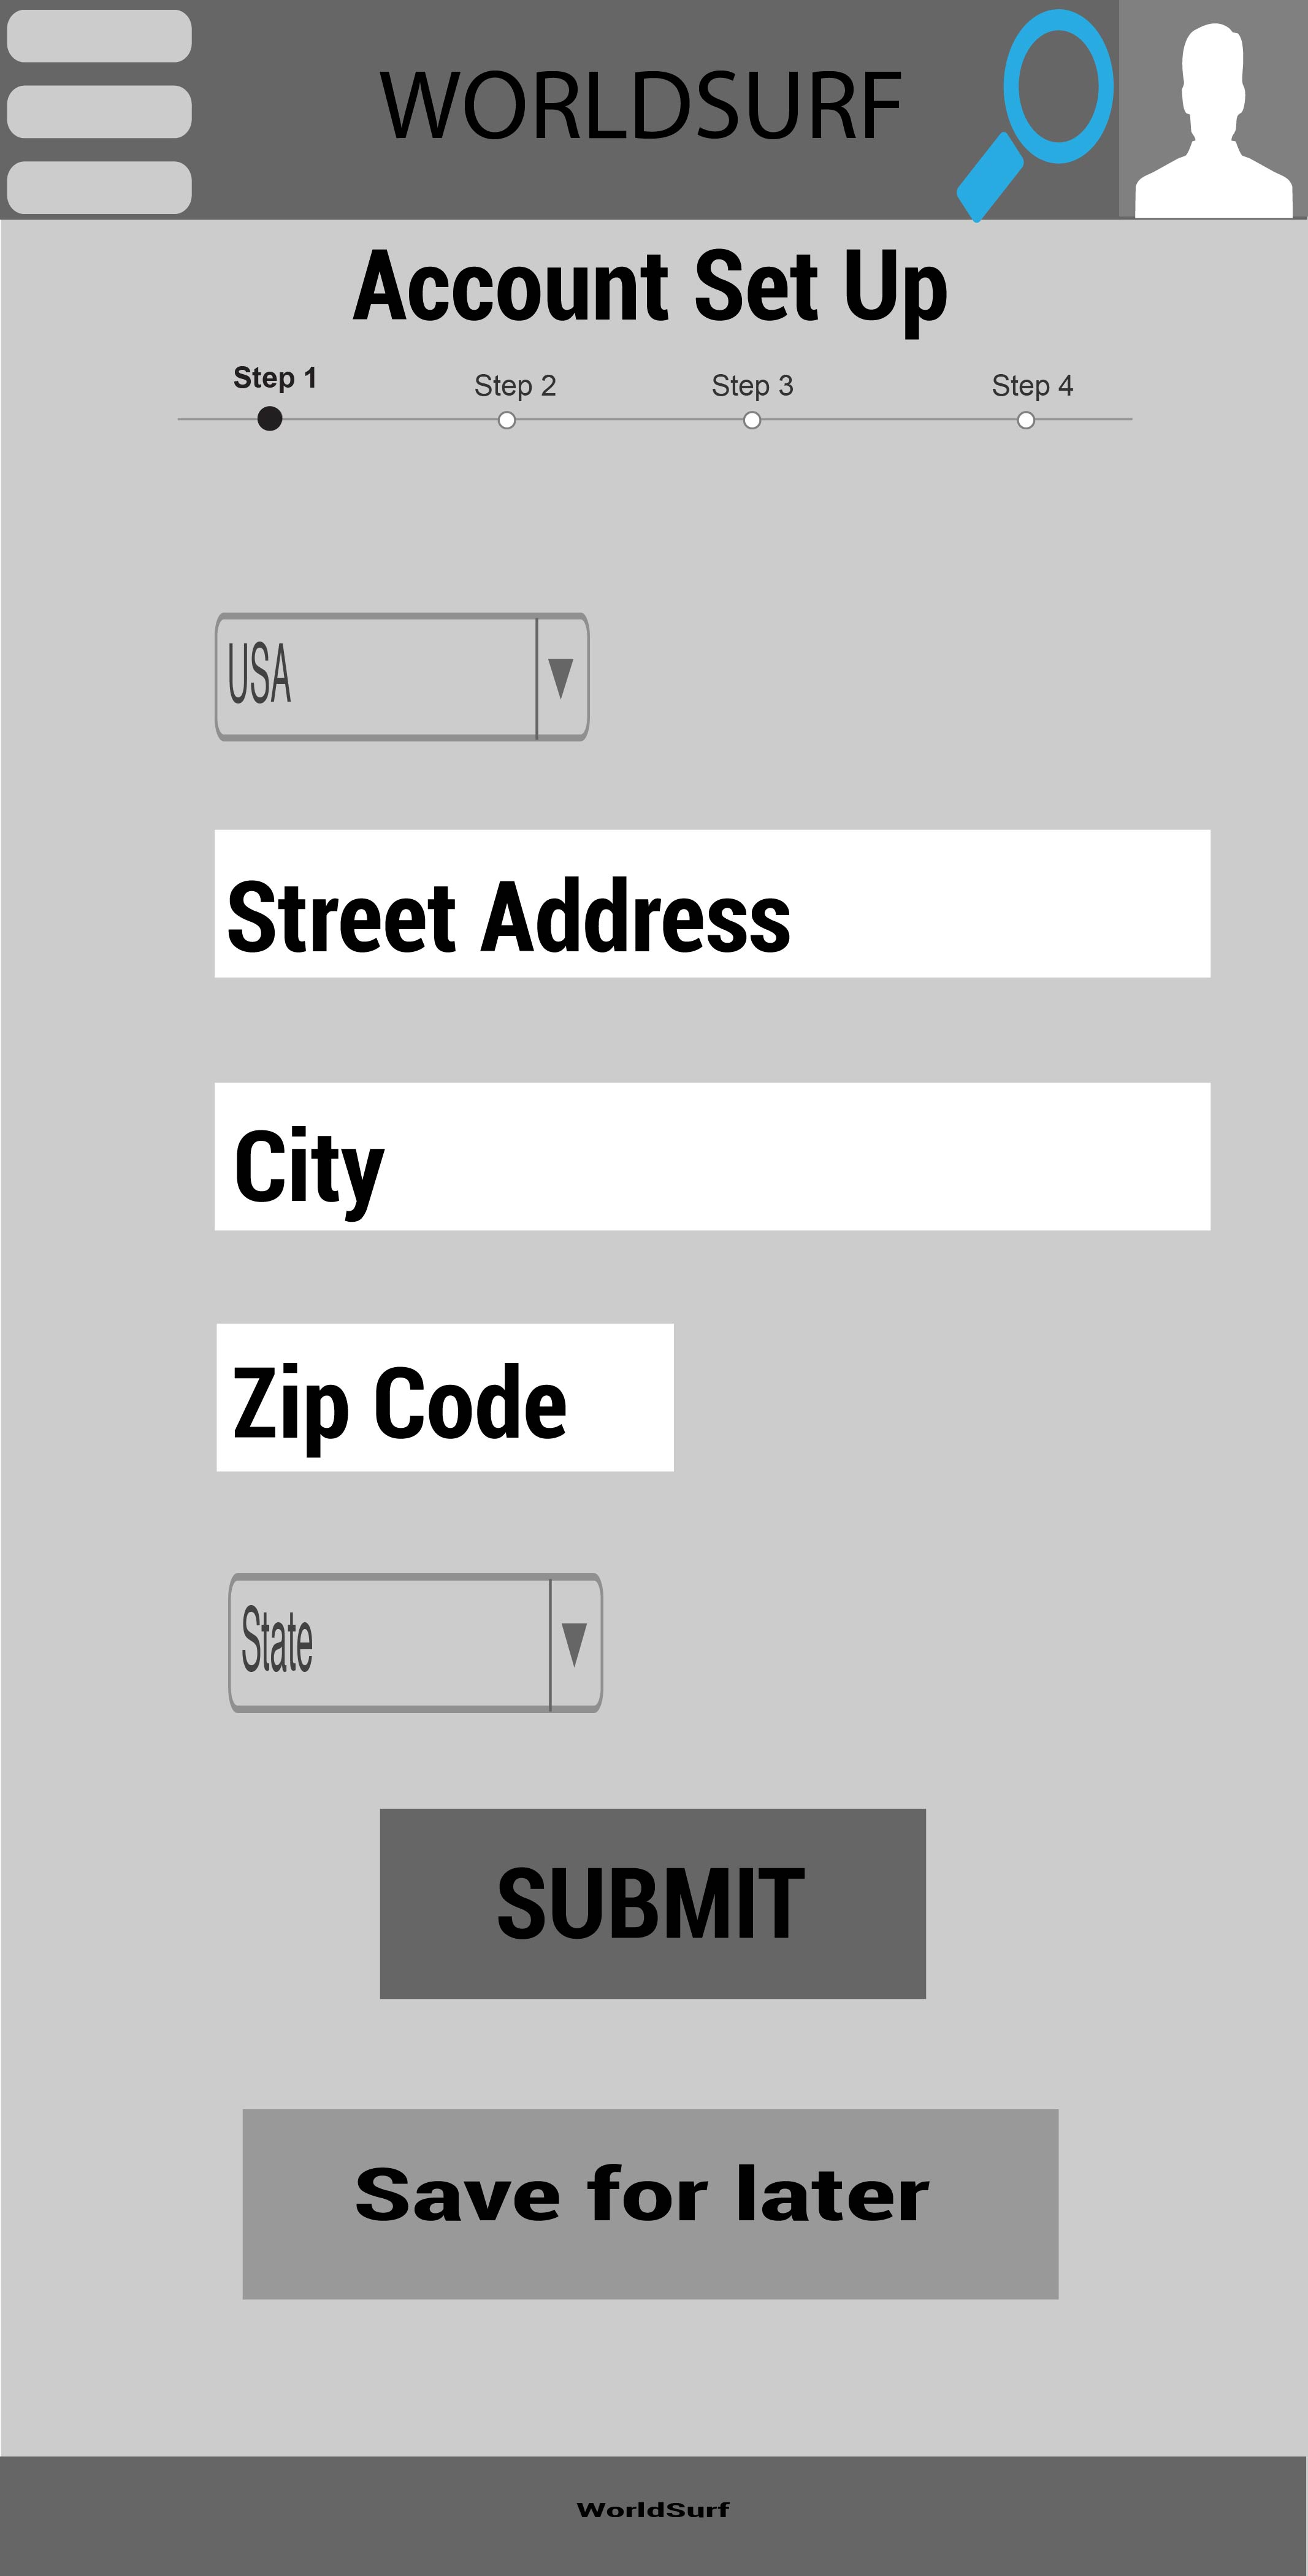 WORLDSURF
Account Set Up
Step 1 Step 2 Step 3 Step 4
USA
Street Address
City
Zip Code
State
SUBMIT
Save for later
WorldSurf